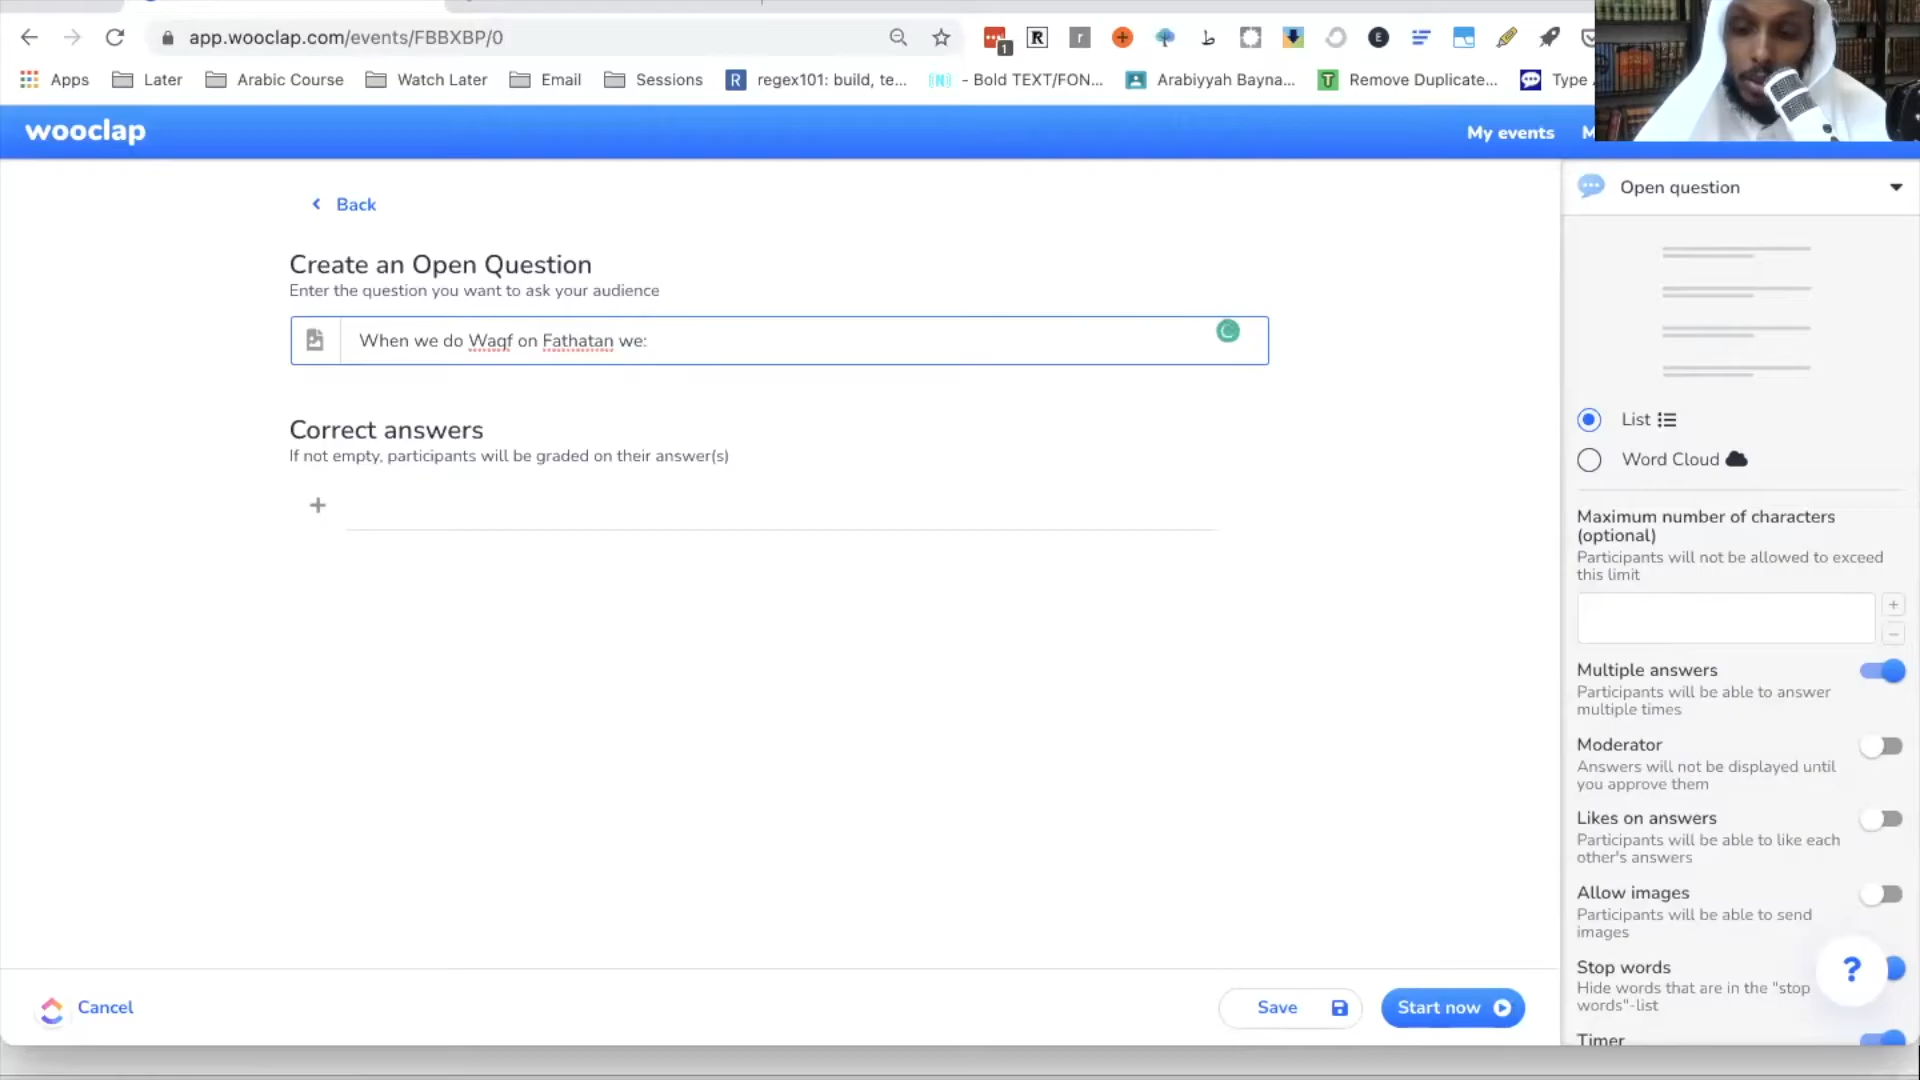 app.wooclap.com/events/FBBXBP/0
1
R
r
ط
E
Apps
Later
Arabic Course
Watch Later
Email
Sessions
R
regex101: build, te...
[N]
- Bold TEXT/FON...
Arabiyyah Bayna...
T
Remove Duplicate...
Type
wooclap
My events
M
Back
Open question
Create an Open Question
Enter the question you want to ask your audience
When we do Waqf on Fathatan we:
Correct answers
If not empty, participants will be graded on their answer(s)
+
List
Word Cloud
Maximum number of characters
(optional)
Participants will not be allowed to exceed
this limit
+
−
Multiple answers
Participants will be able to answer
multiple times
Moderator
Answers will not be displayed until
you approve them
Likes on answers
Participants will be able to like each
other's answers
Allow images
Participants will be able to send
images
Stop words
Hide words that are in the "stop
words"-list
?
Timer
Cancel
Save
Start now